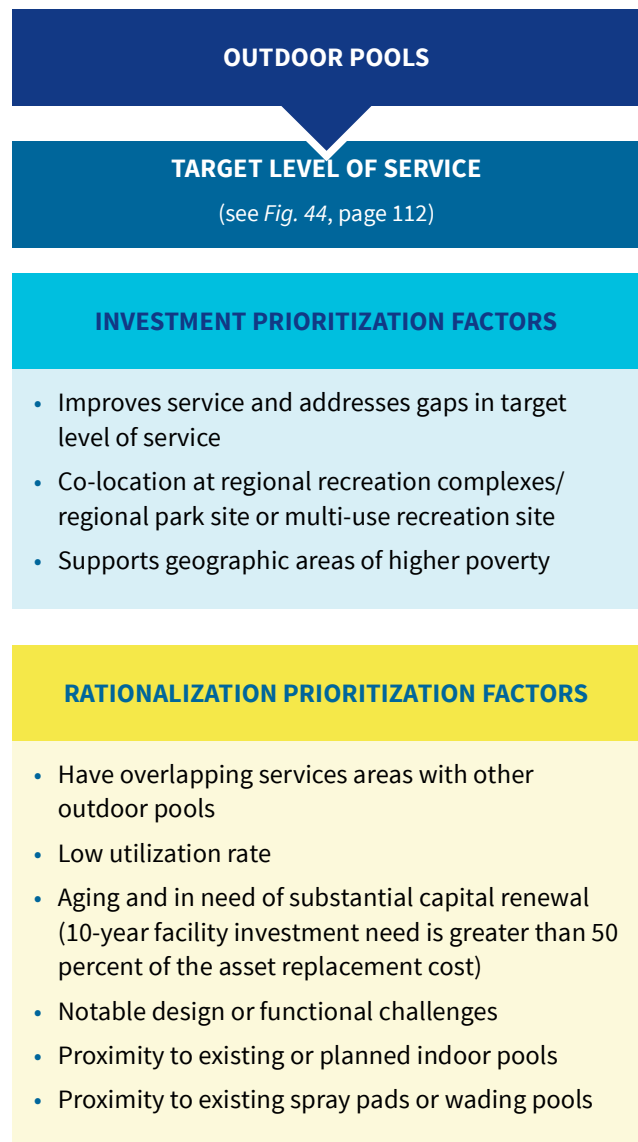 OUTDOOR POOLS
TARGET LEVEL OF SERVICE
(see Fig. 44, page 112)
INVESTMENT PRIORITIZATION FACTORS
• Improves service and addresses gaps in target
level of service
• Co-location at regional recreation complexes/
regional park site or multi-use recreation site
• Supports geographic areas of higher poverty
RATIONALIZATION PRIORITIZATION FACTORS
• Have overlapping services areas with other
outdoor pools
• Low utilization rate
• Aging and in need of substantial capital renewal
(10-year facility investment need is greater than 50
percent of the asset replacement cost)
• Notable design or functional challenges
• Proximity to existing or planned indoor pools
• Proximity to existing spray pads or wading pools